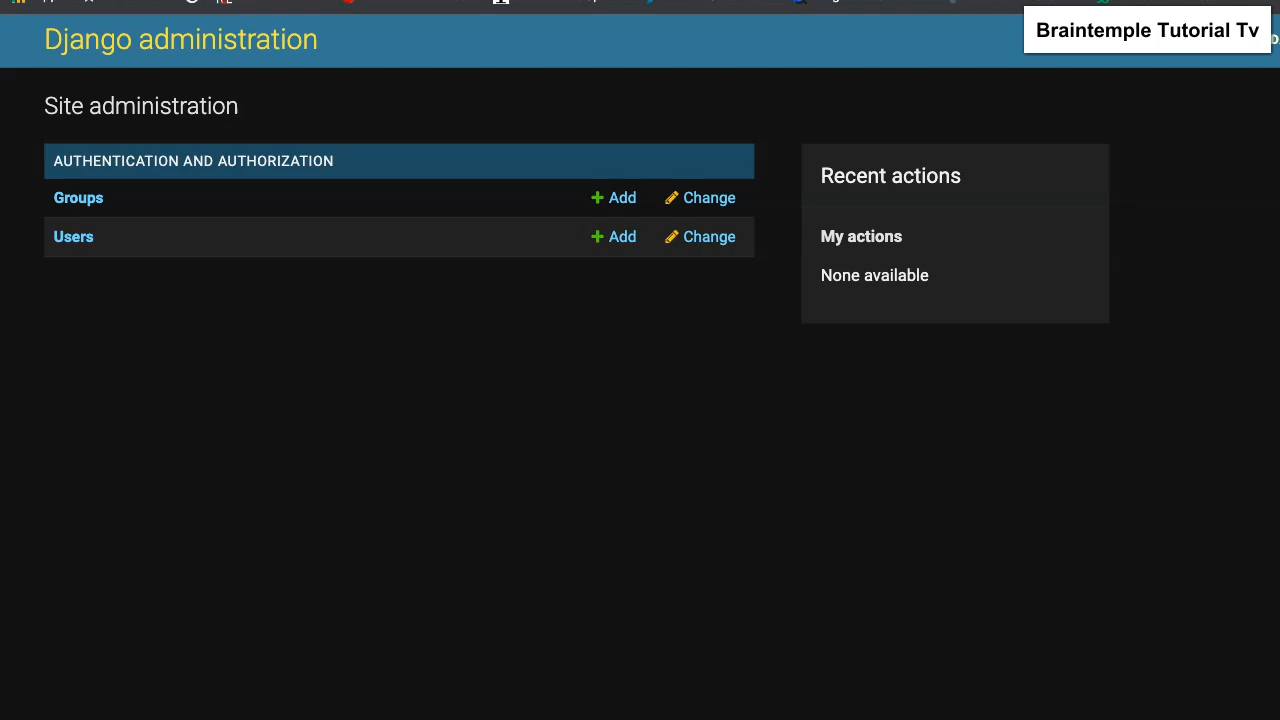 Braintemple Tutorial Tv
Django administration
Site administration
AUTHENTICATION AND AUTHORIZATION
Groups Add Change
Users Add Change
Recent actions
My actions
None available